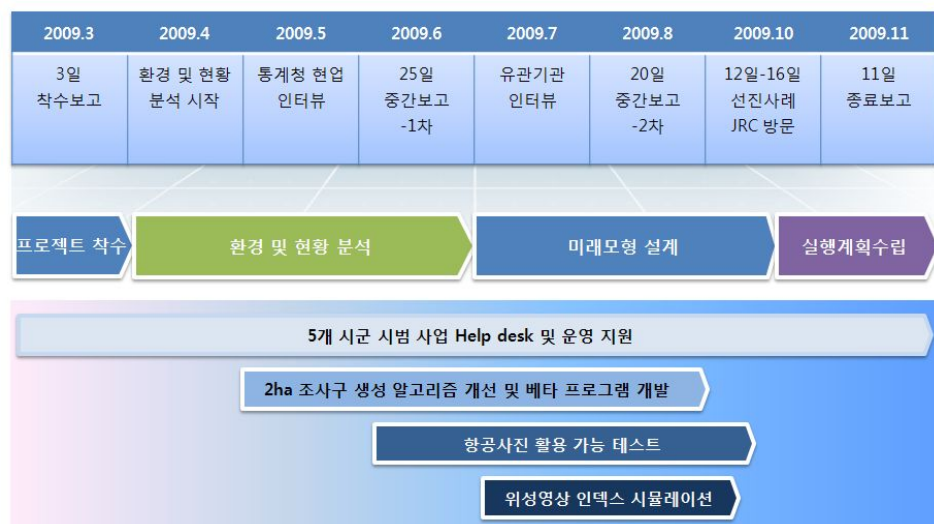 2009.3 2009.4 2009.5 2009.6 2009.7 2009.8 2009.10 2009.11
3일
착수보고
환경 및 현황
분석 시작
통계청 현업
인터뷰
25일
중간보고
-1차
유관기관
인터뷰
20일
중간보고
-2차
12일-16일
선진사례
JRC 방문
11일
종료보고
프로젝트 착수
환경 및 현황 분석
미래모형 설계
실행계획수립
5개 시군 시범 사업 Help desk 및 운영 지원
2ha 조사구 생성 알고리즘 개선 및 베타 프로그램 개발
항공사진 활용 가능 테스트
위성영상 인덱스 시뮬레이션